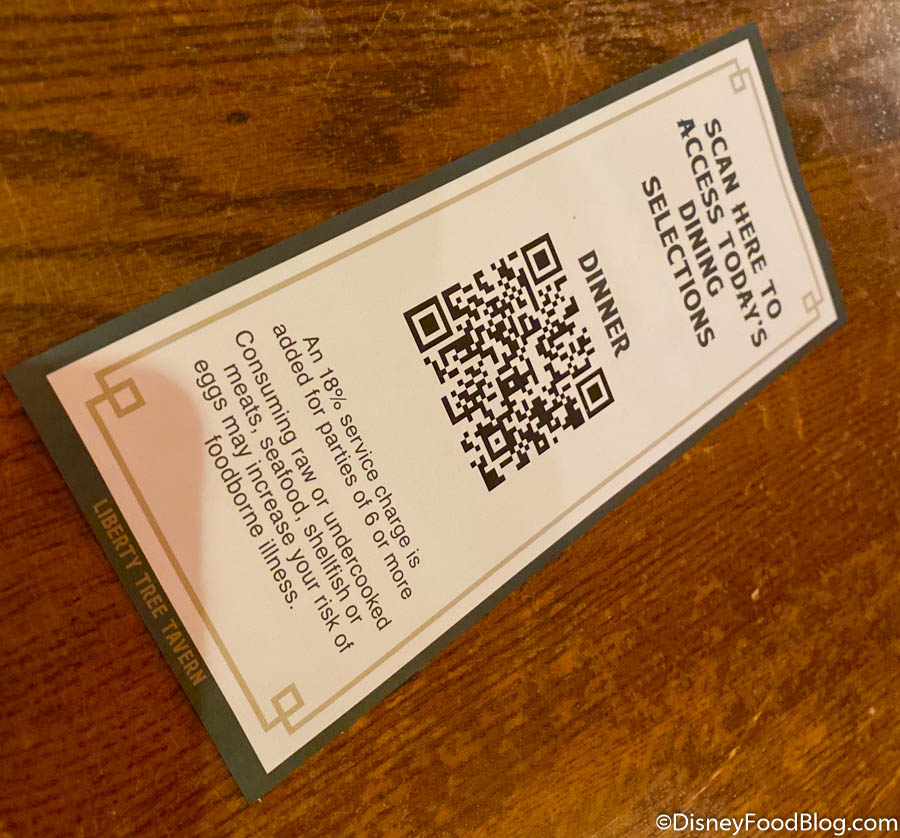 SCAN HERE TO
ACCESS TODAY'S
DINING
SELECTIONS
DINNER
An 18% service charge is
added for parties of 6 or more
Consuming raw or undercooked
meats, seafood, shellfish or
eggs may increase your risk of
foodborne illness.
LIBERTY TREE TAVERN
©DisneyFoodBlog.com